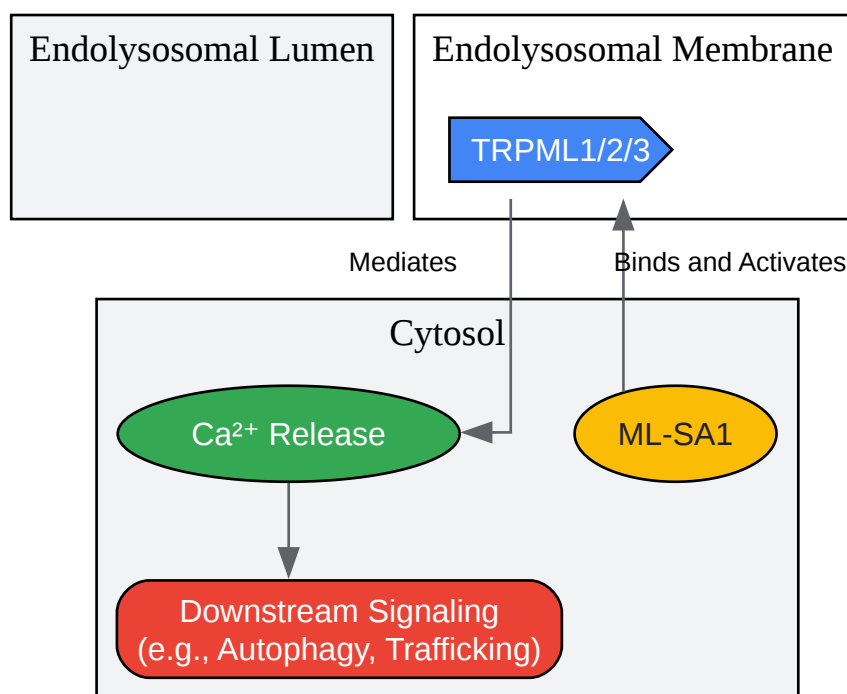 Endolysosomal Lumen
Endolysosomal Membrane
TRPML1/2/3
Mediates
Binds and Activates
Cytosol
Ca²⁺ Release
ML-SA1
Downstream Signaling
(e.g., Autophagy, Trafficking)